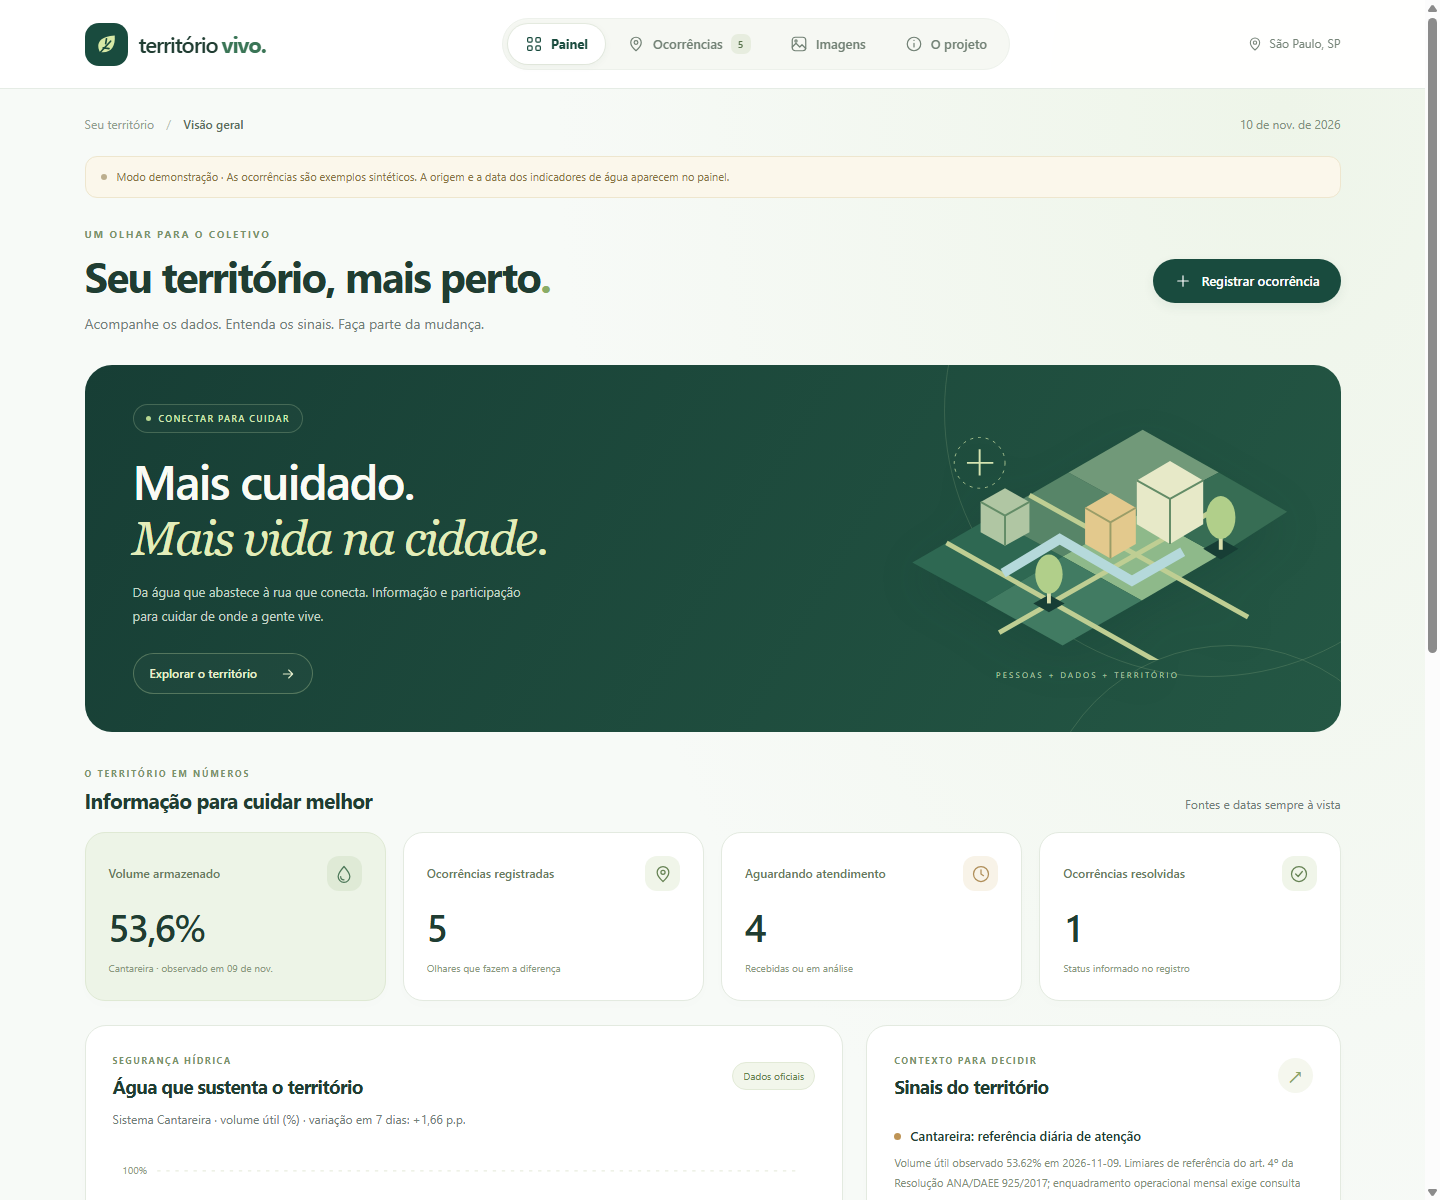 território vivo.
Painel
Ocorrências 5
Imagens
O projeto
São Paulo, SP
Seu território / Visão geral
10 de nov. de 2026
Modo demonstração · As ocorrências são exemplos sintéticos. A origem e a data dos indicadores de água aparecem no painel.
UM OLHAR PARA O COLETIVO
Seu território, mais perto.
Acompanhe os dados. Entenda os sinais. Faça parte da mudança.
Registrar ocorrência
CONECTAR PARA CUIDAR
Mais cuidado.
Mais vida na cidade.
Da água que abastece à rua que conecta. Informação e participação
para cuidar de onde a gente vive.
Explorar o território
PESSOAS + DADOS + TERRITÓRIO
O TERRITÓRIO EM NÚMEROS
Informação para cuidar melhor
Fontes e datas sempre à vista
Volume armazenado
53,6%
Cantareira · observado em 09 de nov.
Ocorrências registradas
5
Olhares que fazem a diferença
Aguardando atendimento
4
Recebidas ou em análise
Ocorrências resolvidas
1
Status informado no registro
SEGURANÇA HÍDRICA
Água que sustenta o território
Dados oficiais
Sistema Cantareira · volume útil (%) · variação em 7 dias: +1,66 p.p.
100%
CONTEXTO PARA DECIDIR
Sinais do território
Cantareira: referência diária de atenção
Volume útil observado 53.62% em 2026-11-09. Limiares de referência do art. 4º da
Resolução ANA/DAEE 925/2017; enquadramento operacional mensal exige consulta